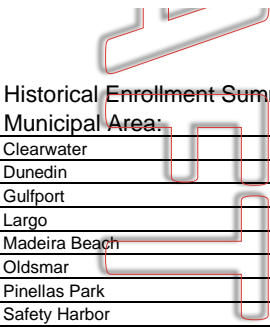 Historical Enrollment Sum
Municipal Area:
Clearwater
Dunedin
Gulfport
Largo
Madeira Beach
Oldsmar
Pinellas Park
Safety Harbor